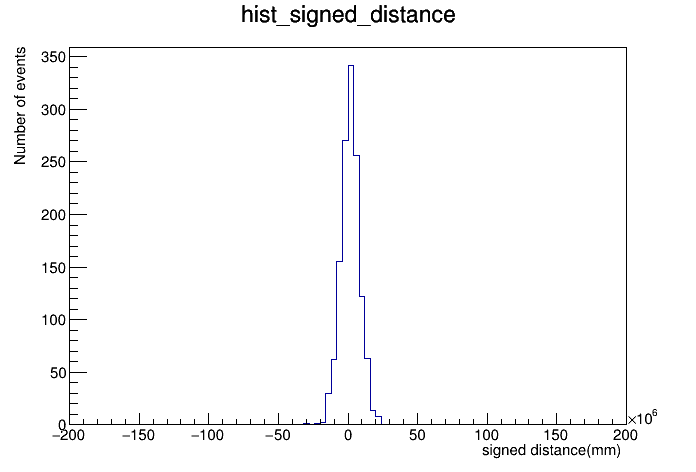 hist_signed_distance
Number of events
350
300
250
200
150
100
50
0
−200 −150 −100 −50 0 50 100 150 200
×10⁶
signed distance(mm)